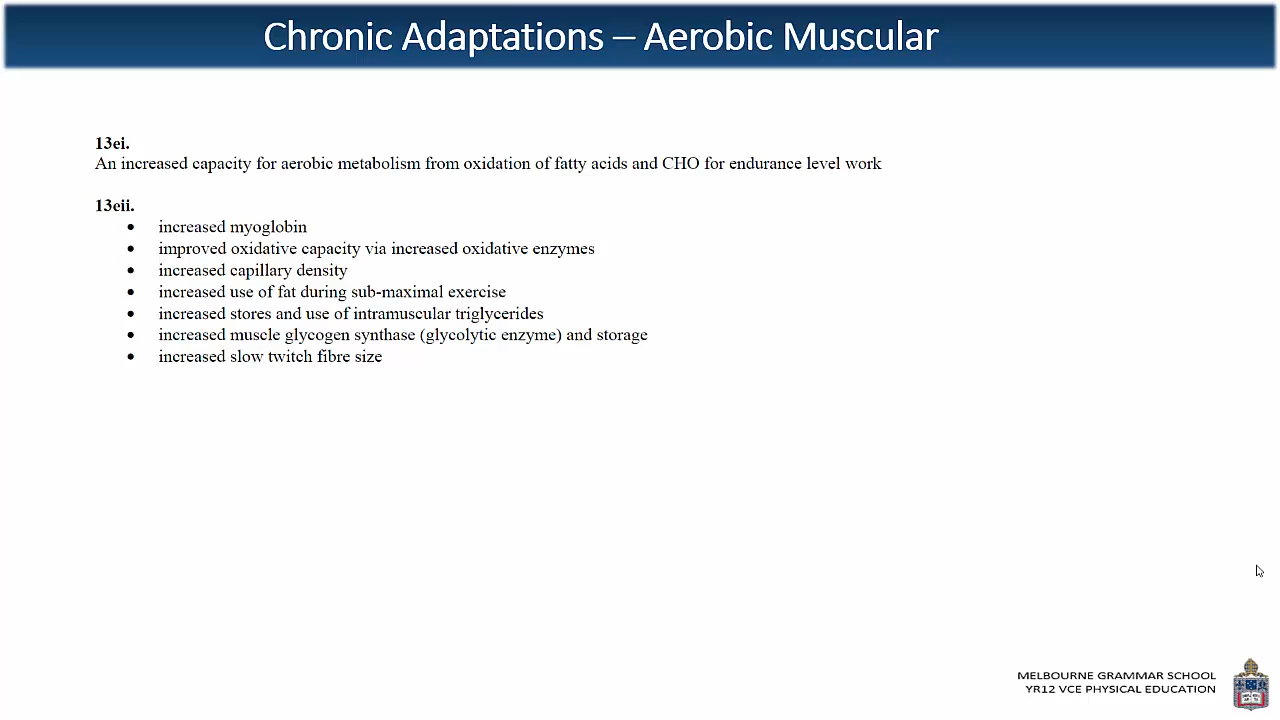 Chronic Adaptations – Aerobic Muscular
13ei.
An increased capacity for aerobic metabolism from oxidation of fatty acids and CHO for endurance level work
13eii.
• increased myoglobin
• improved oxidative capacity via increased oxidative enzymes
• increased capillary density
• increased use of fat during sub-maximal exercise
• increased stores and use of intramuscular triglycerides
• increased muscle glycogen synthase (glycolytic enzyme) and storage
• increased slow twitch fibre size
MELBOURNE GRAMMAR SCHOOL
YR12 VCE PHYSICAL EDUCATION